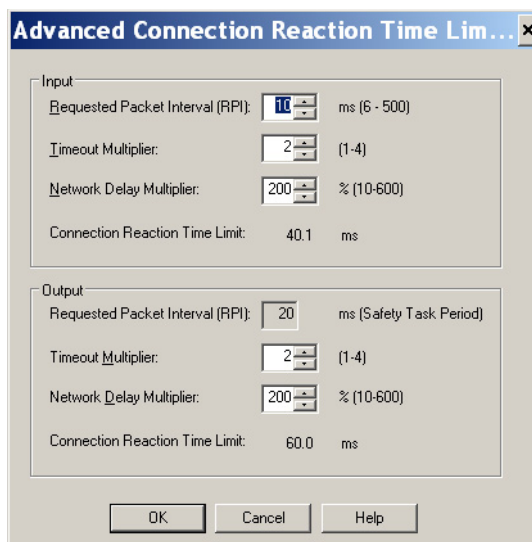 Advanced Connection Reaction Time Lim...
Input
Requested Packet Interval (RPI): 10 ms (6 - 500)
Timeout Multiplier: 2 (1-4)
Network Delay Multiplier: 200 % (10-600)
Connection Reaction Time Limit: 40.1 ms
Output
Requested Packet Interval (RPI): 20 ms (Safety Task Period)
Timeout Multiplier: 2 (1-4)
Network Delay Multiplier: 200 % (10-600)
Connection Reaction Time Limit: 60.0 ms
OK Cancel Help